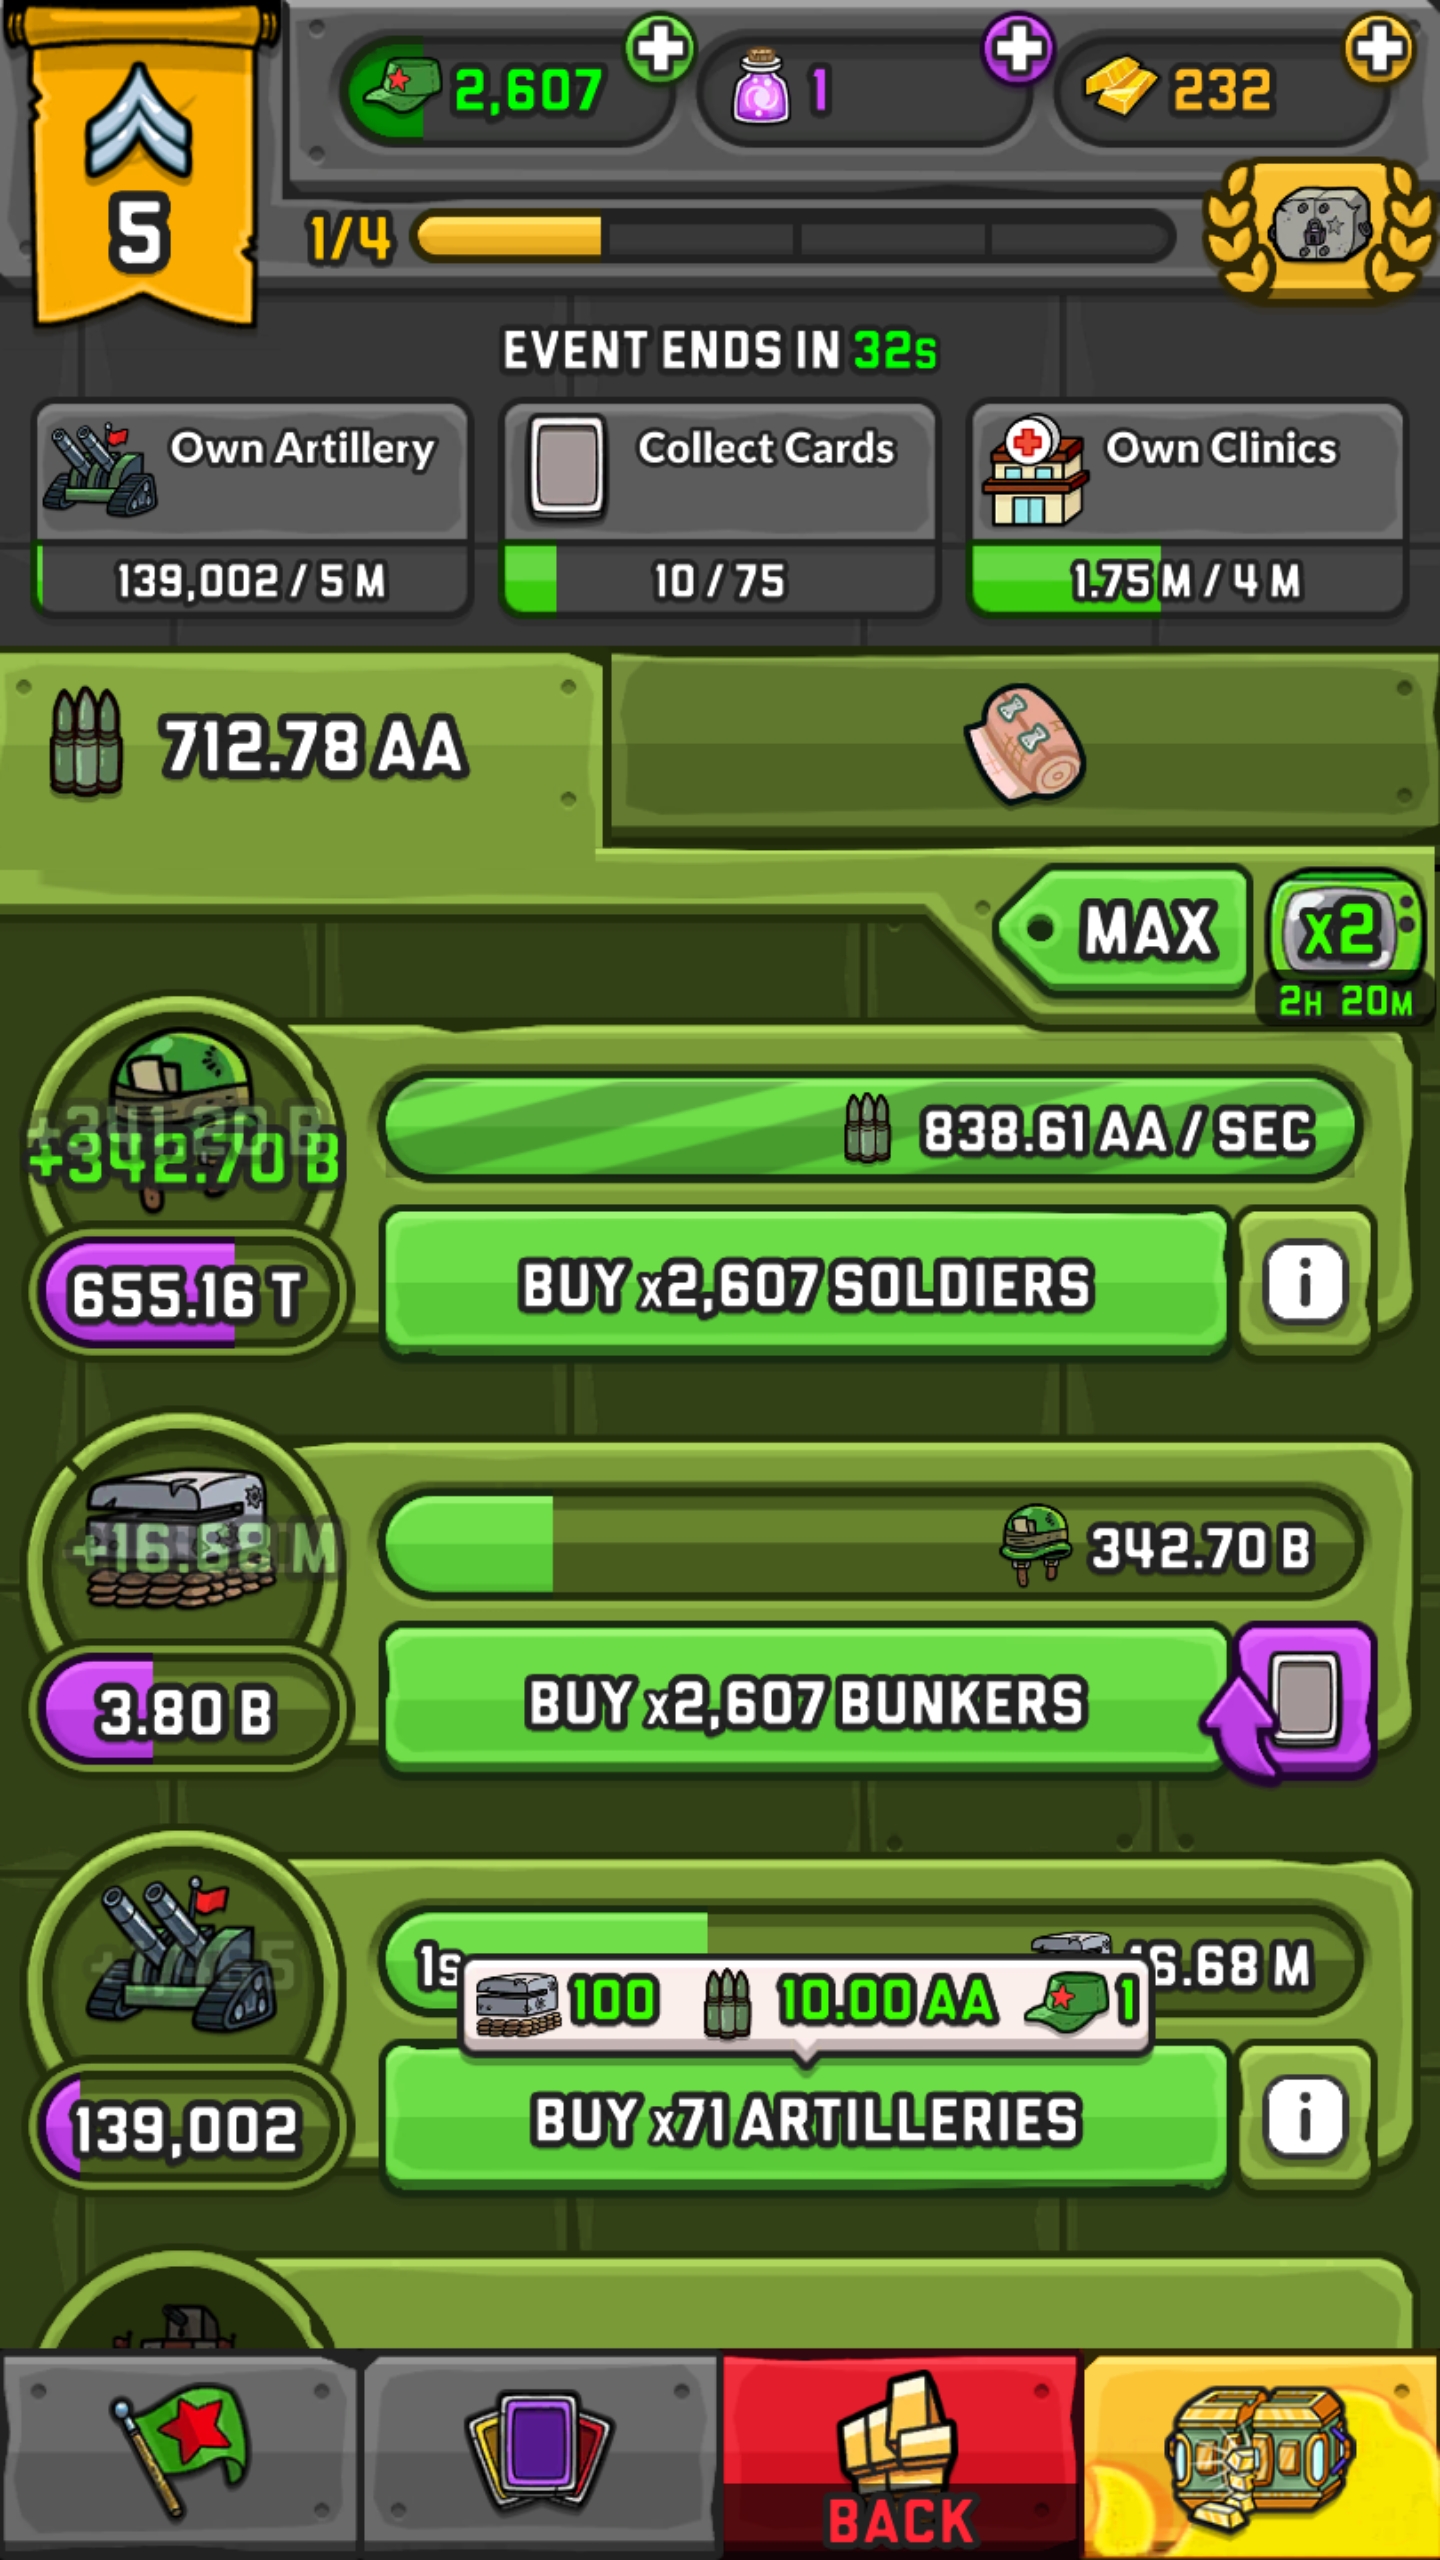 2,607
1
232
5
1/4
EVENT ENDS IN 32s
Own Artillery
139,002 / 5 M
Collect Cards
10 / 75
Own Clinics
1.75 M / 4 M
712.78 AA
MAX
x2
2H 20M
+341.20 B
+342.70 B
838.61 AA / SEC
655.16 T
BUY x2,607 SOLDIERS
+16.68 M
342.70 B
3.80 B
BUY x2,607 BUNKERS
1s
6.68 M
100
10.00 AA
1
139,002
BUY x71 ARTILLERIES
BACK